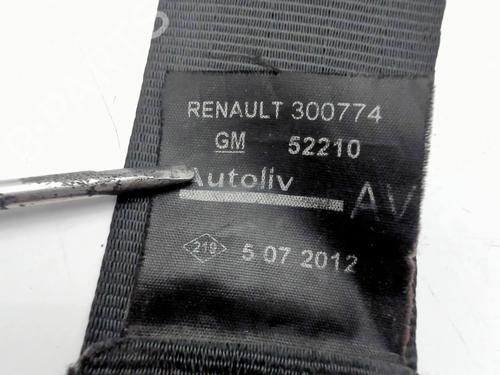 RENAULT 300774
GM 52210
Autoliv
AV
219 5 07 2012